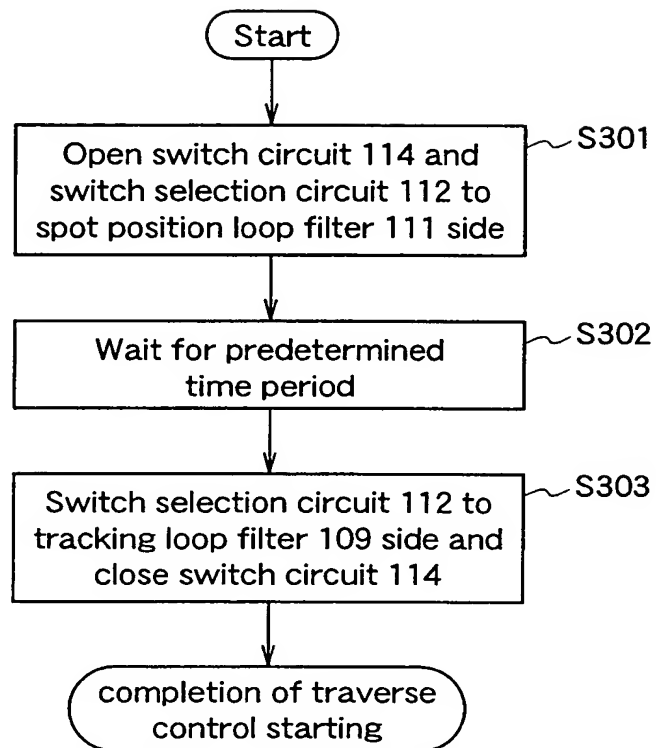 Start
S301
Open switch circuit 114 and
switch selection circuit 112 to
spot position loop filter 111 side
S302
Wait for predetermined
time period
S303
Switch selection circuit 112 to
tracking loop filter 109 side and
close switch circuit 114
completion of traverse
control starting